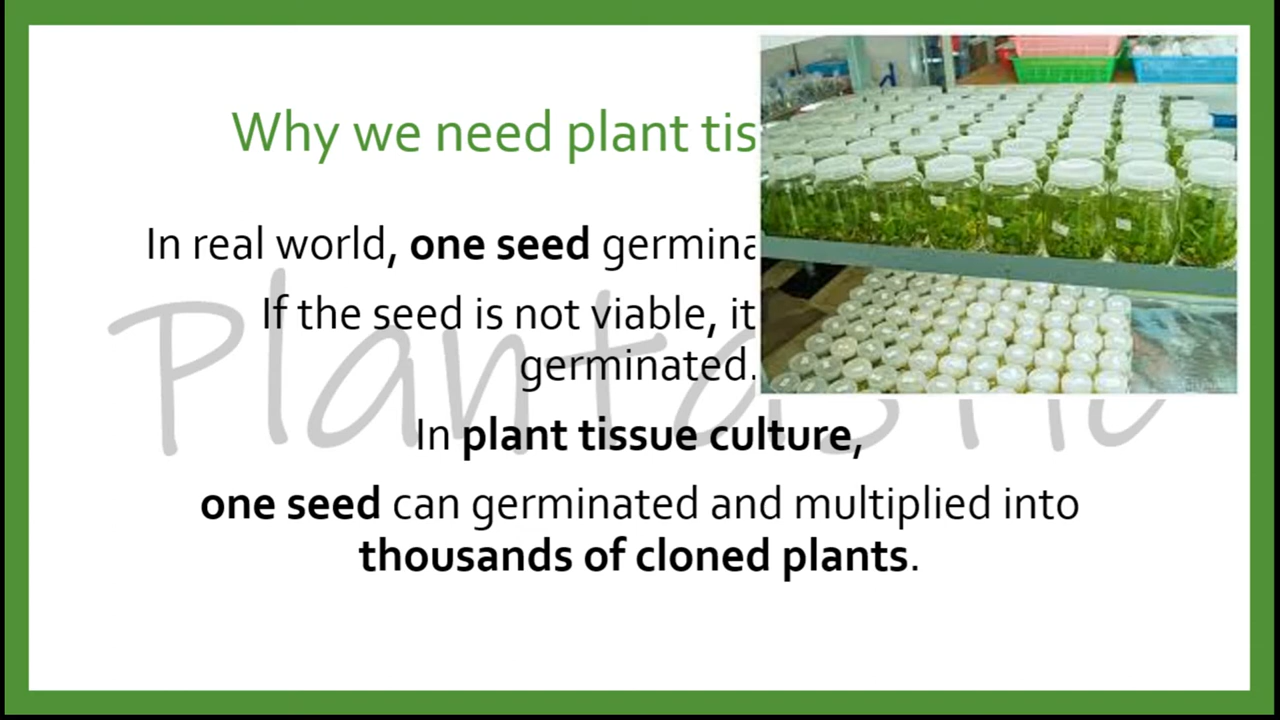 Why we need plant tis
In real world, one seed germina
If the seed is not viable, it
germinated.
In plant tissue culture,
one seed can germinated and multiplied into
thousands of cloned plants.
Plantastic